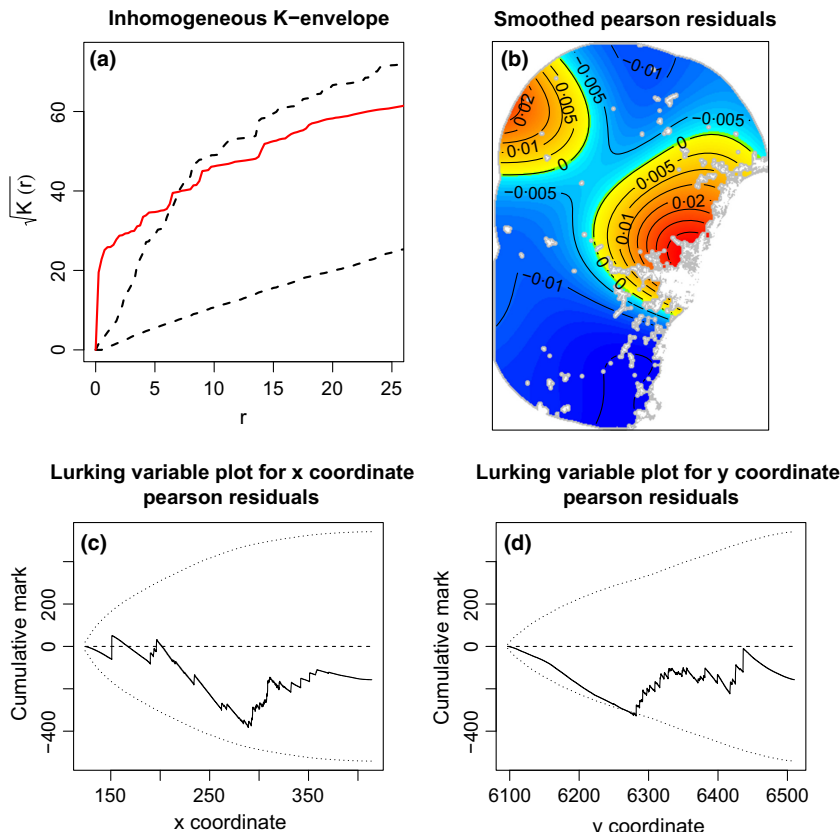 Inhomogeneous K−envelope
(a)
√K (r)
0
20
40
60
0
5
10
15
20
25
r
Smoothed pearson residuals
(b)
−0·01
−0·005
−0·005
0·02
0·005
0·01
0
0
−0·005
0·005
0·01
0·02
−0·01
0
0
Lurking variable plot for x coordinate
pearson residuals
(c)
Cumulative mark
−400
0
200
150
250
350
x coordinate
Lurking variable plot for y coordinate
pearson residuals
(d)
Cumulative mark
−400
0
200
6100
6200
6300
6400
6500
y coordinate